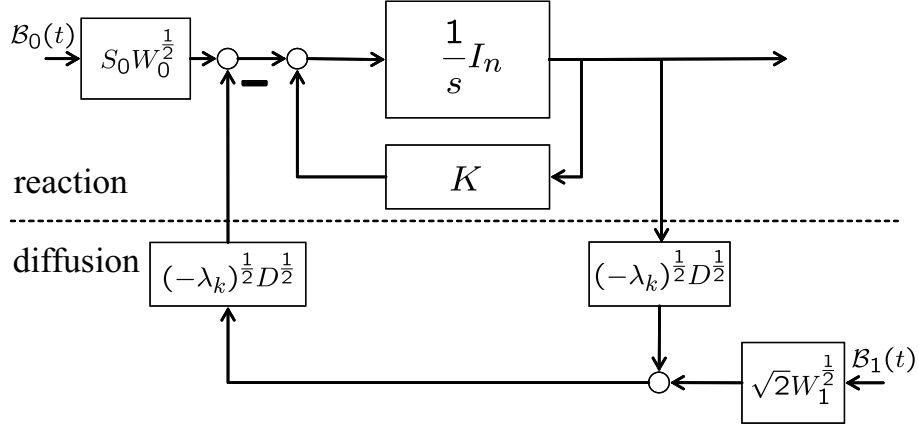 𝓑₀(t)
S₀W₀^{1/2}
1/s Iₙ
K
reaction
diffusion
(−λₖ)^{1/2}D^{1/2}
(−λₖ)^{1/2}D^{1/2}
√2W₁^{1/2}
𝓑₁(t)